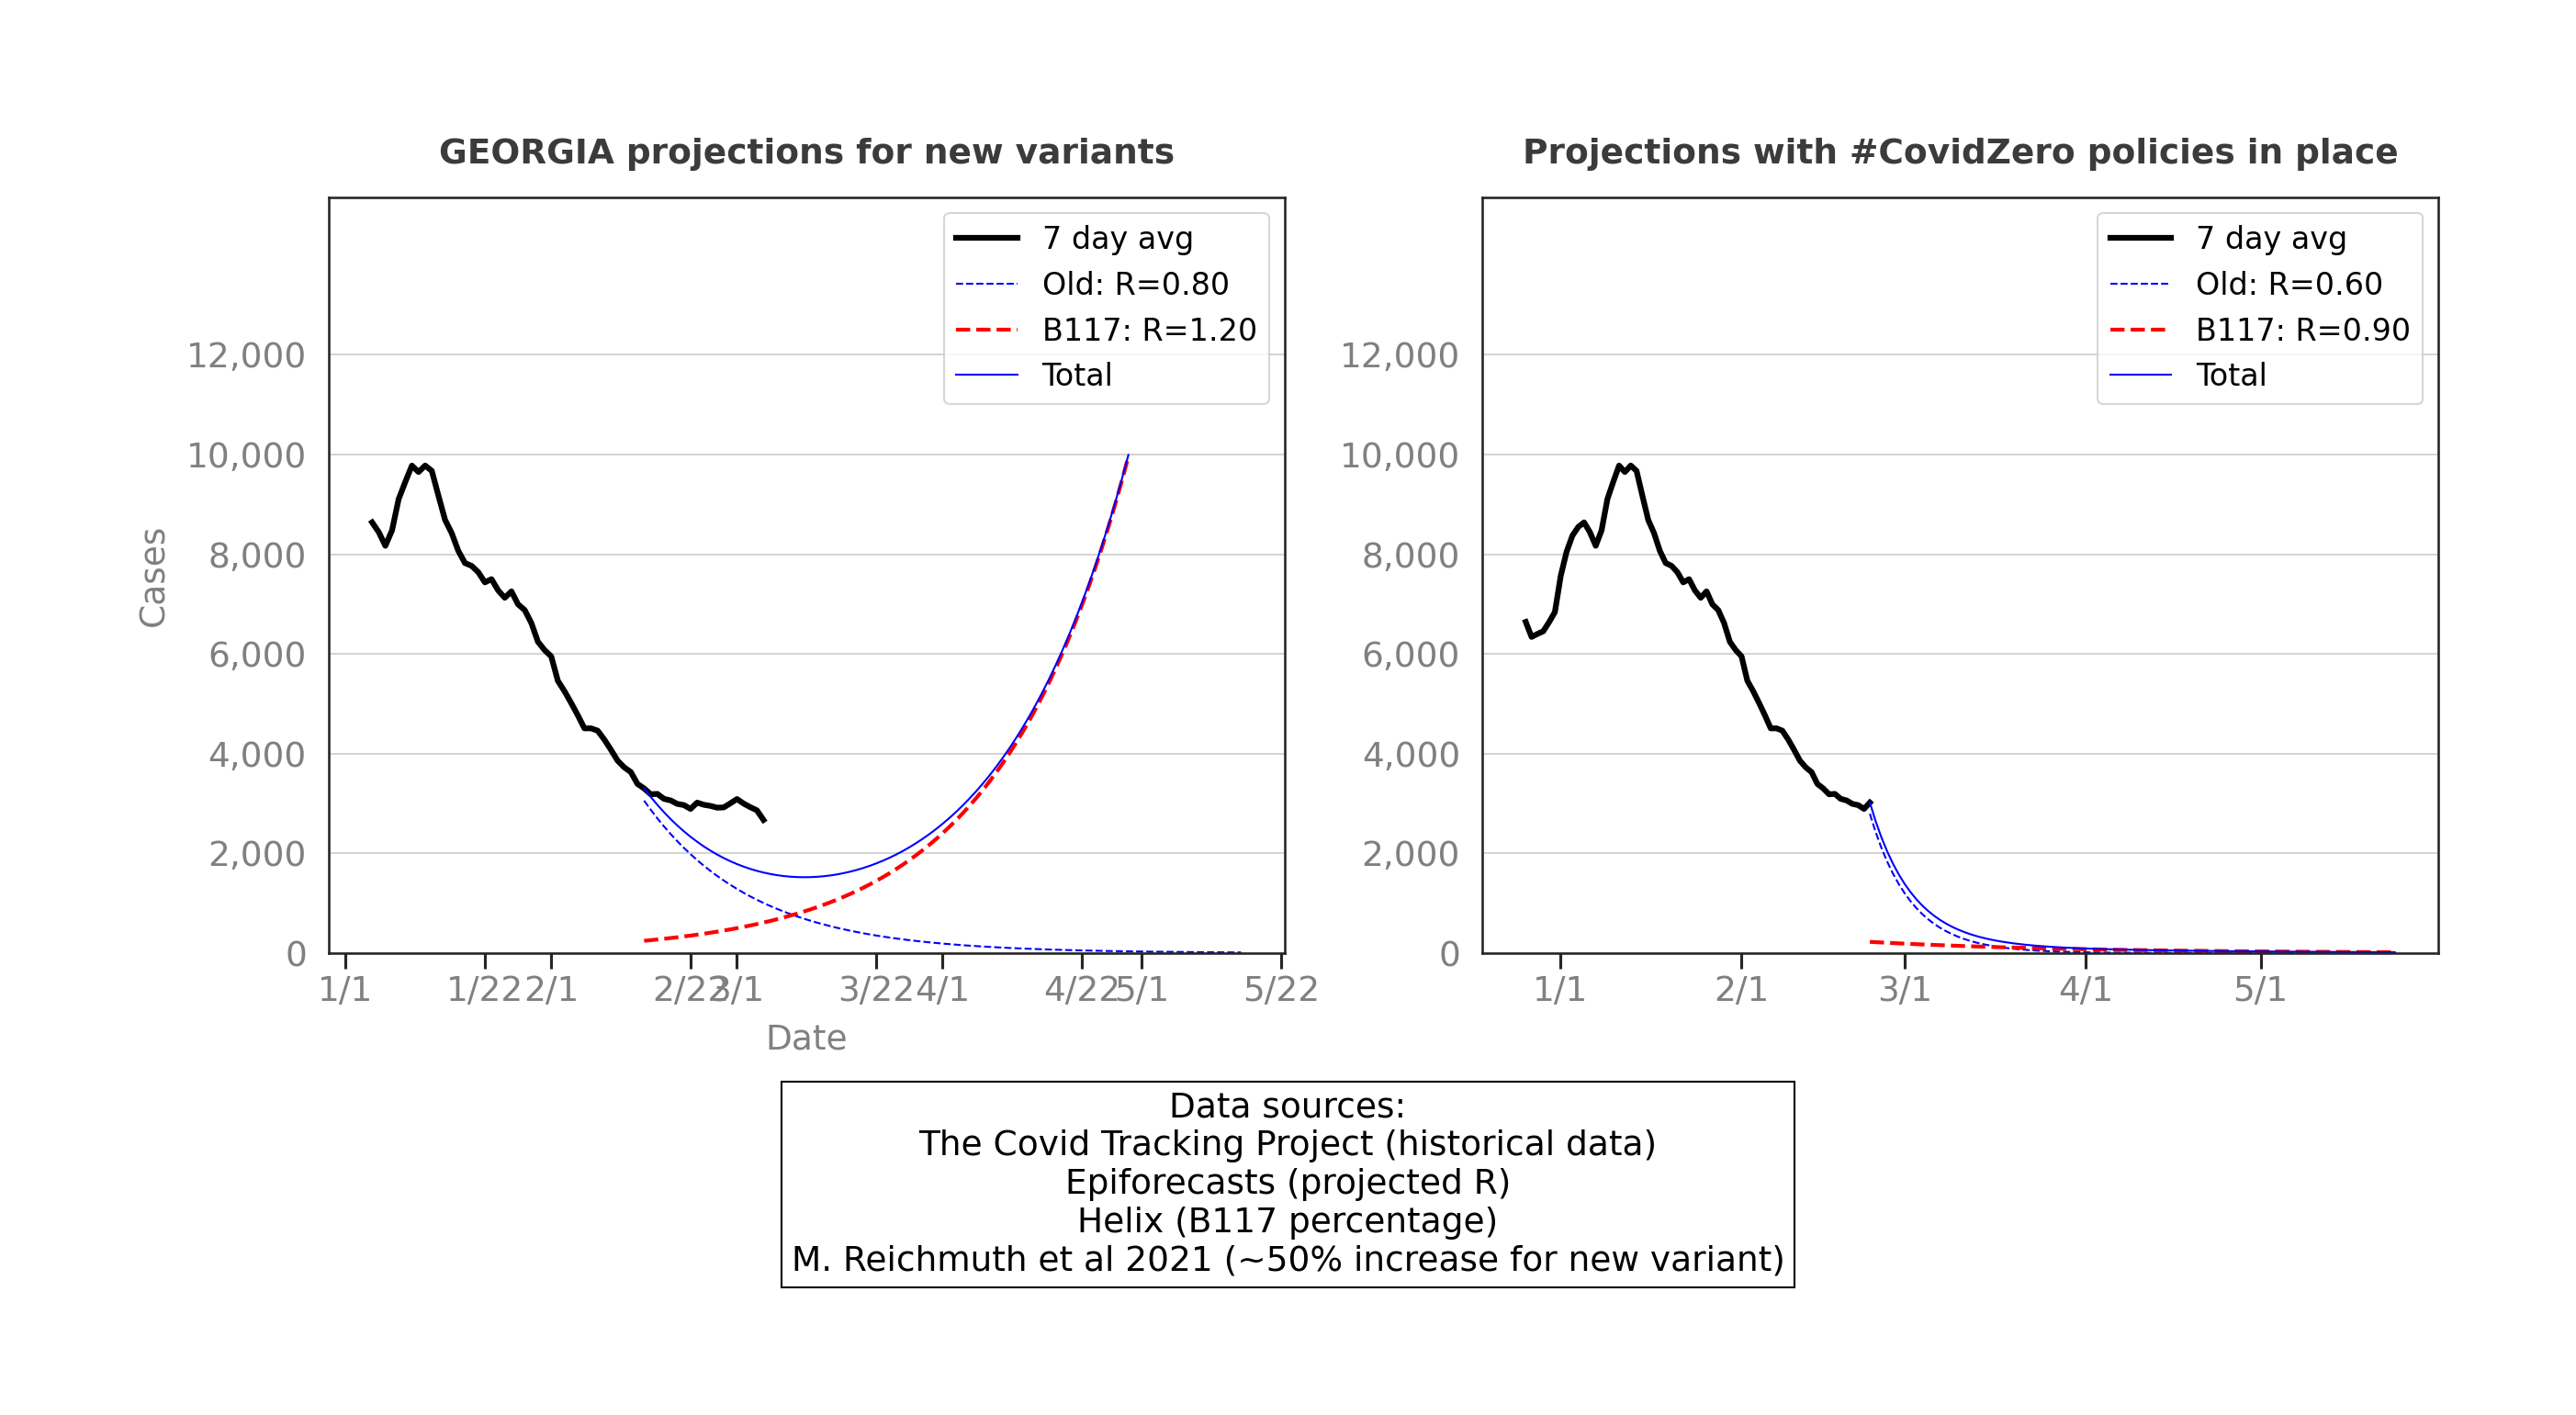 GEORGIA projections for new variants
7 day avg
Old: R=0.80
B117: R=1.20
Total
12,000
10,000
8,000
6,000
4,000
2,000
0
Cases
1/1
1/22
2/1
2/22
3/1
3/22
4/1
4/22
5/1
5/22
Date
Projections with #CovidZero policies in place
7 day avg
Old: R=0.60
B117: R=0.90
Total
12,000
10,000
8,000
6,000
4,000
2,000
0
1/1
2/1
3/1
4/1
5/1
Data sources:
The Covid Tracking Project (historical data)
Epiforecasts (projected R)
Helix (B117 percentage)
M. Reichmuth et al 2021 (~50% increase for new variant)